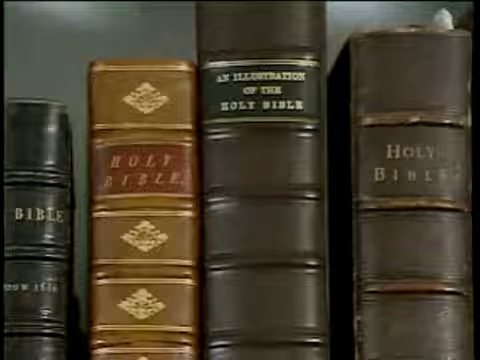 BIBLE
HOLY
BIBLE
AN ILLUSTRATION
OF THE
HOLY BIBLE
HOLY
BIBLE